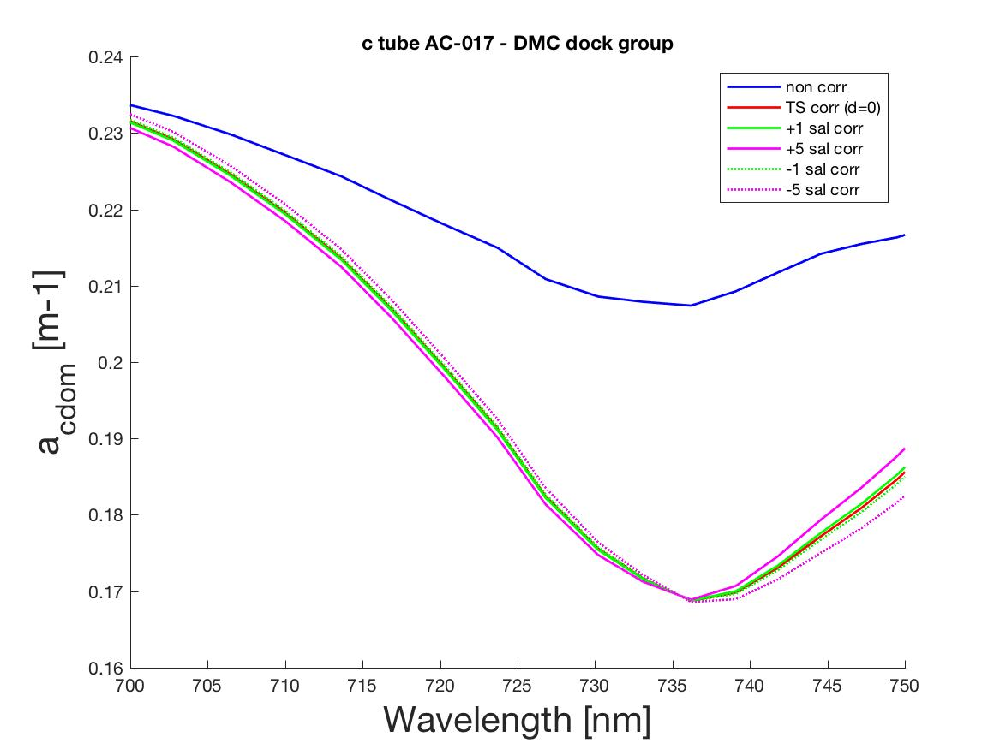 c tube AC-017 - DMC dock group
0.24
0.23
0.22
0.21
0.2
0.19
0.18
0.17
0.16
a cdom [m-1]
non corr
TS corr (d=0)
+1 sal corr
+5 sal corr
-1 sal corr
-5 sal corr
700 705 710 715 720 725 730 735 740 745 750
Wavelength [nm]